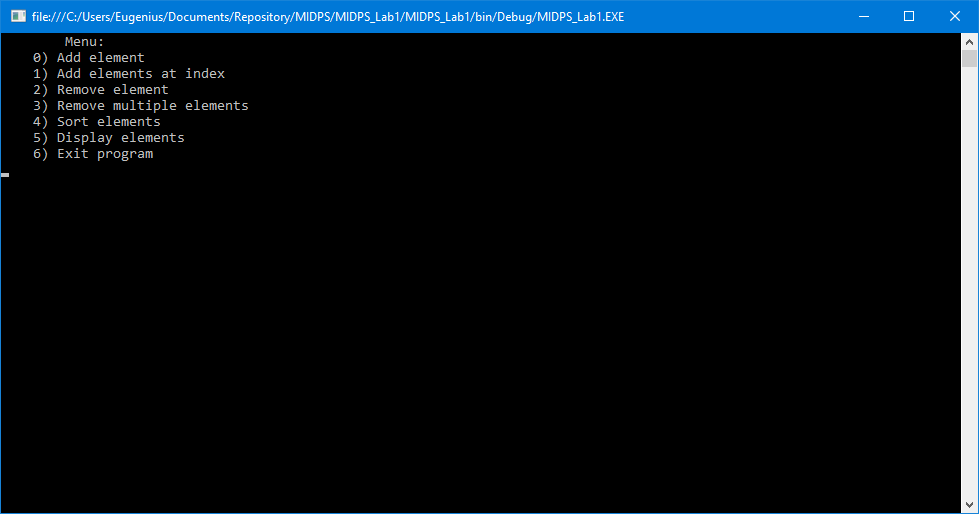 file:///C:/Users/Eugenius/Documents/Repository/MIDPS/MIDPS_Lab1/MIDPS_Lab1/bin/Debug/MIDPS_Lab1.EXE
Menu:
0) Add element
1) Add elements at index
2) Remove element
3) Remove multiple elements
4) Sort elements
5) Display elements
6) Exit program